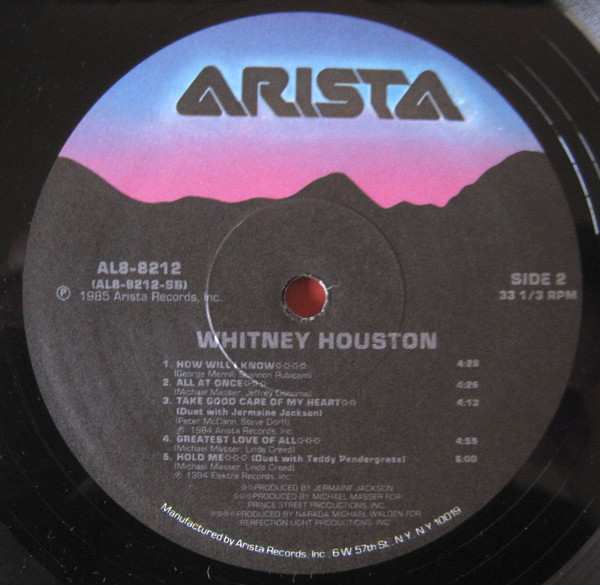 ARISTA
AL8-8212
(AL8-8212-SB)
℗ 1985 Arista Records, Inc.
SIDE 2
33 1/3 RPM
WHITNEY HOUSTON
1. HOW WILL I KNOW☆☆☆☆ 4:28
(George Merrill, Shannon Rubicam)
2. ALL AT ONCE☆☆☆ 4:26
(Michael Masser, Jeffrey Osborne)
3. TAKE GOOD CARE OF MY HEART☆☆ 4:13
(Duet with Jermaine Jackson)
(Peter McCann, Steve Dorff)
℗ 1984 Arista Records, Inc.
4. GREATEST LOVE OF ALL☆☆☆ 4:55
(Michael Masser, Linda Creed)
5. HOLD ME☆☆☆ (Duet with Teddy Pendergrass) 6:00
(Michael Masser, Linda Creed)
℗ 1984 Elektra Records, Inc.
☆☆PRODUCED BY JERMAINE JACKSON
☆☆☆PRODUCED BY MICHAEL MASSER FOR
PRINCE STREET PRODUCTIONS, INC.
☆☆☆☆PRODUCED BY NARADA MICHAEL WALDEN FOR
PERFECTION LIGHT PRODUCTIONS, INC.
Manufactured by Arista Records, Inc., 6 W. 57th St., N.Y., N.Y. 10019